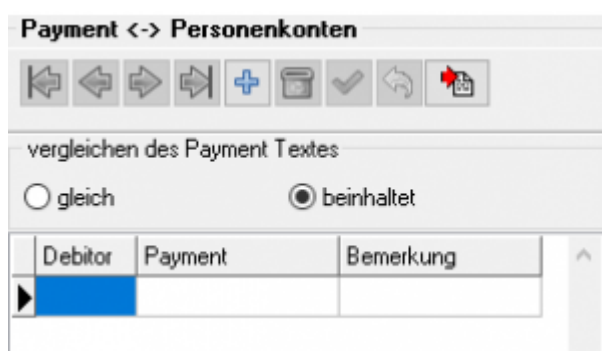 Payment <-> Personenkonten
vergleichen des Payment Textes
gleich beinhaltet
Debitor Payment Bemerkung